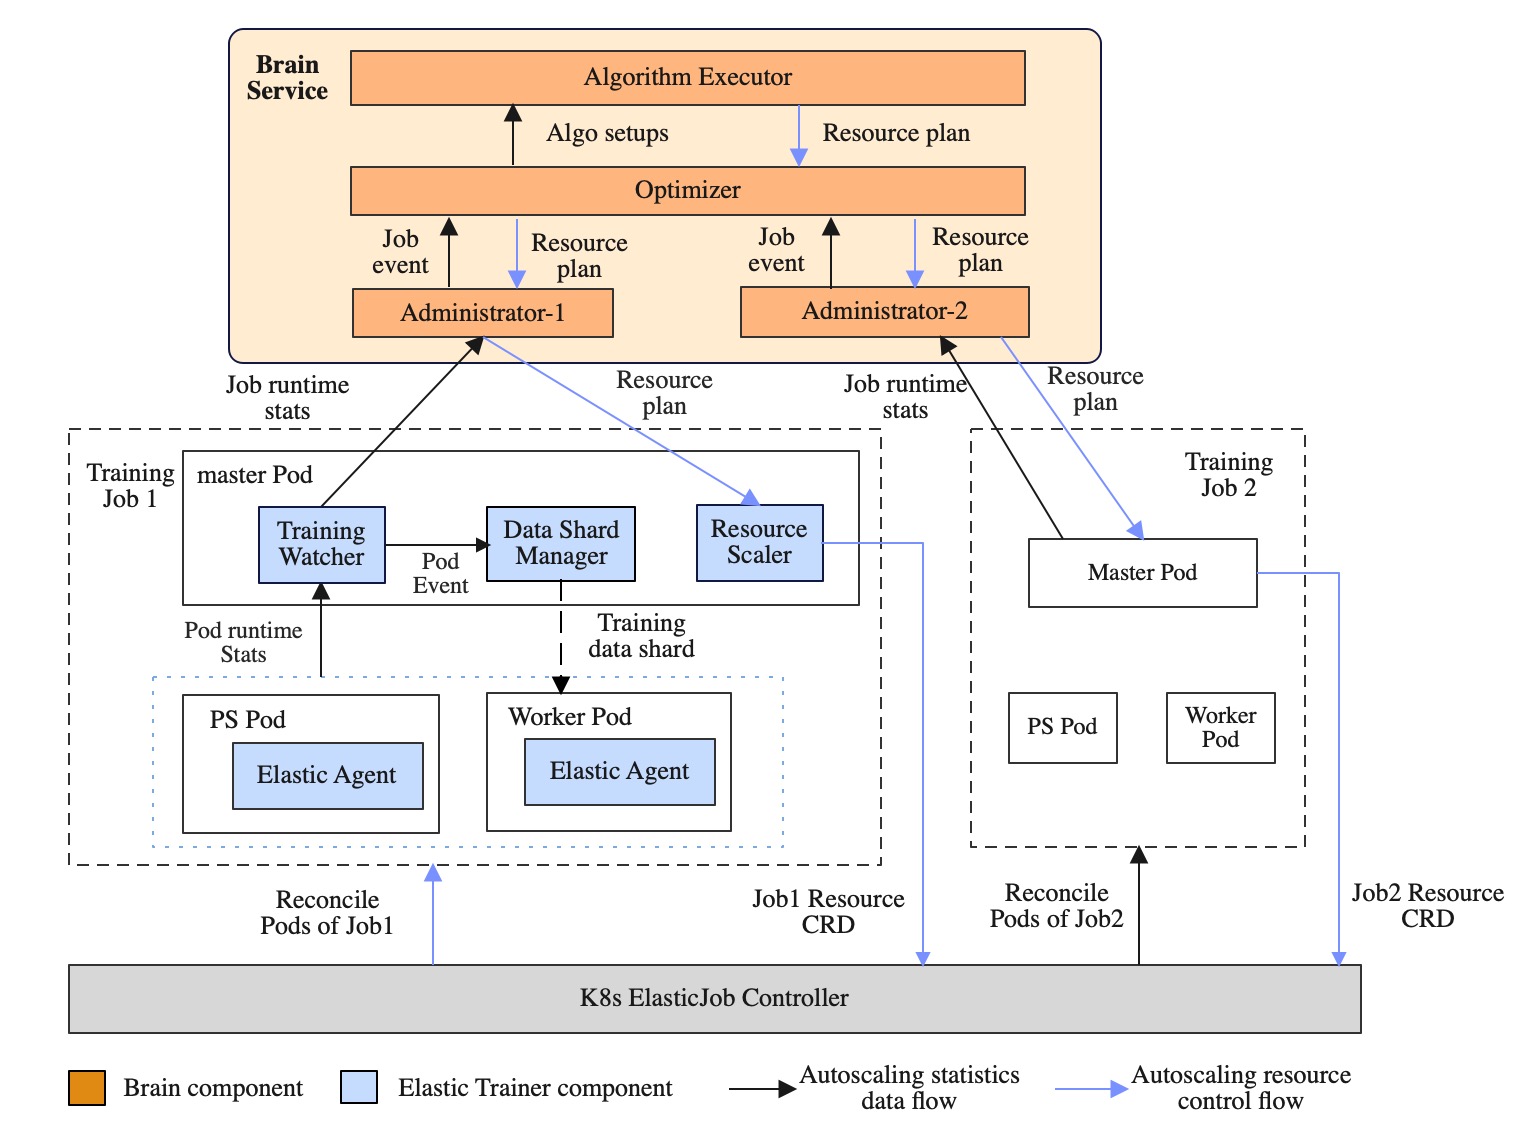 Brain
Service
Algorithm Executor
Algo setups
Resource plan
Optimizer
Job
event
Resource
plan
Job
event
Resource
plan
Administrator-1
Administrator-2
Job runtime
stats
Resource
plan
Job runtime
stats
Resource
plan
Training
Job 1
master Pod
Training
Watcher
Pod
Event
Data Shard
Manager
Resource
Scaler
Training
Job 2
Master Pod
Pod runtime
Stats
Training
data shard
PS Pod
Elastic Agent
Worker Pod
Elastic Agent
PS Pod
Worker
Pod
Reconcile
Pods of Job1
Job1 Resource
CRD
Reconcile
Pods of Job2
Job2 Resource
CRD
K8s ElasticJob Controller
Brain component
Elastic Trainer component
Autoscaling statistics
data flow
Autoscaling resource
control flow